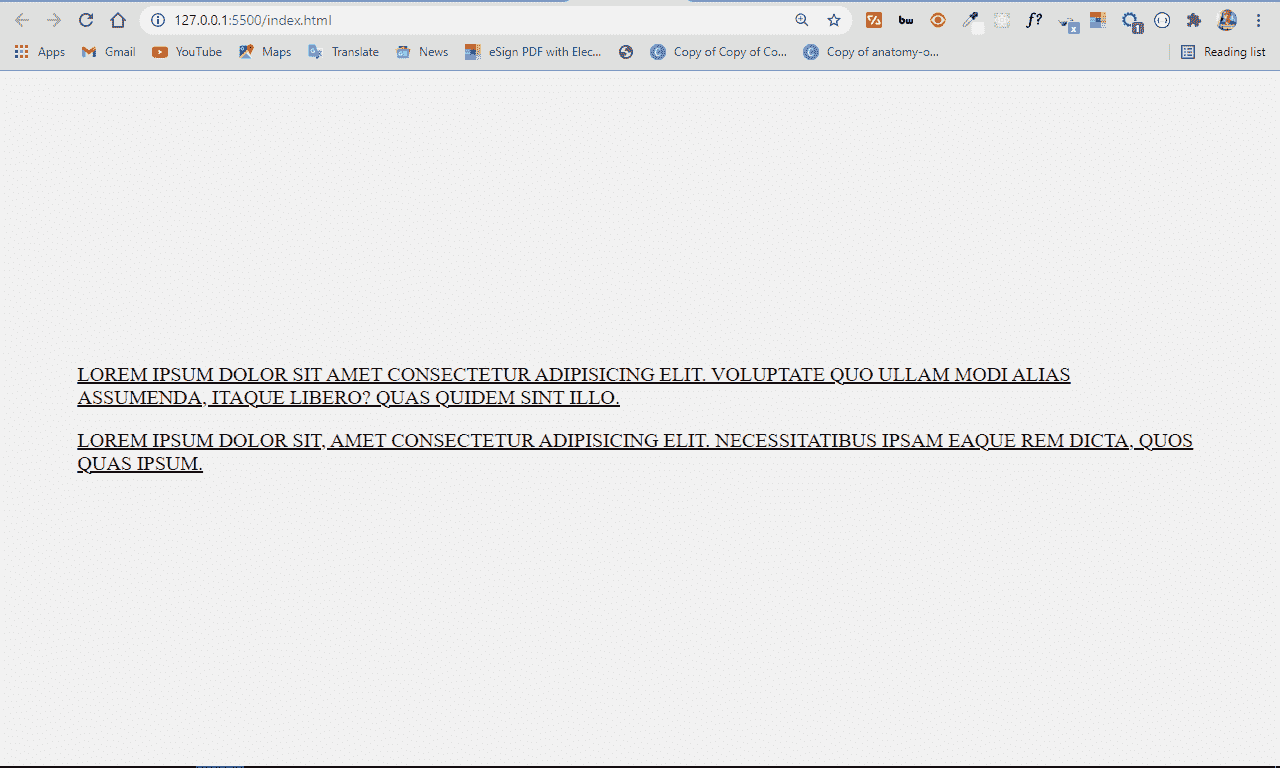 127.0.0.1:5500/index.html
bw
f?
x
Apps
Gmail
YouTube
Maps
Translate
News
eSign PDF with Elec...
Copy of Copy of Co...
Copy of anatomy-o...
Reading list
LOREM IPSUM DOLOR SIT AMET CONSECTETUR ADIPISICING ELIT. VOLUPTATE QUO ULLAM MODI ALIAS
ASSUMENDA, ITAQUE LIBERO? QUAS QUIDEM SINT ILLO.
LOREM IPSUM DOLOR SIT, AMET CONSECTETUR ADIPISICING ELIT. NECESSITATIBUS IPSAM EAQUE REM DICTA, QUOS
QUAS IPSUM.